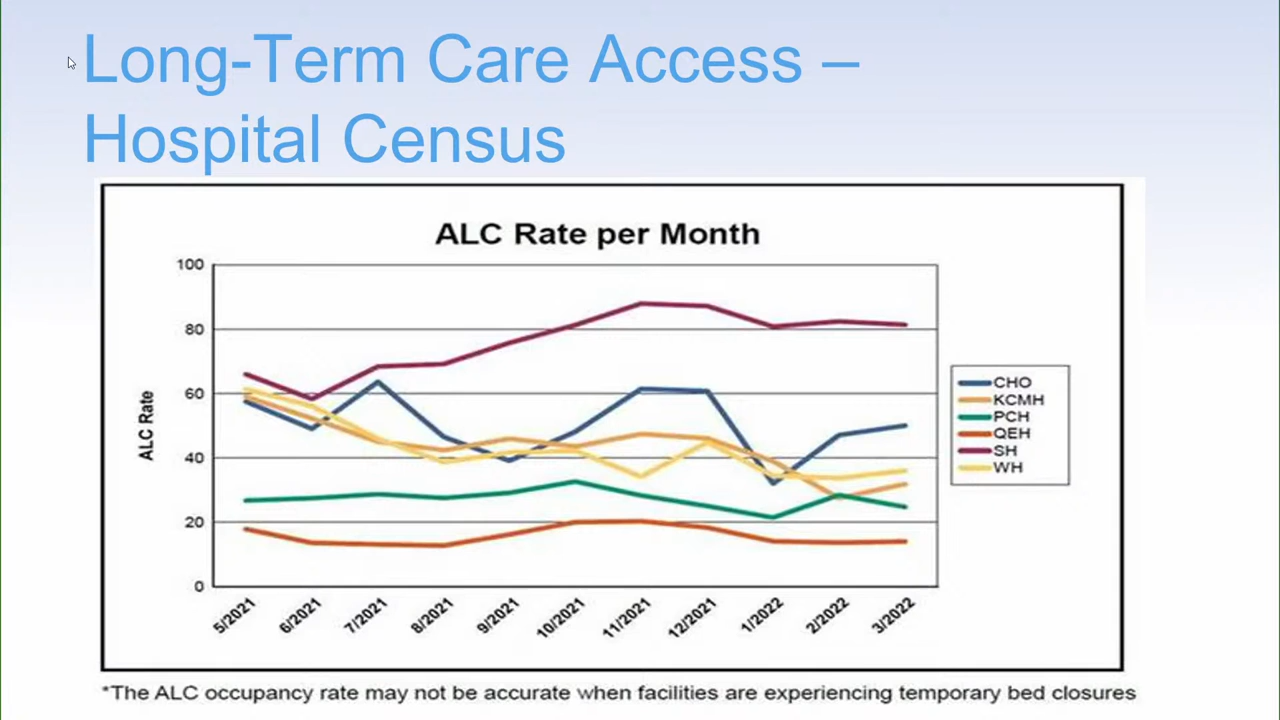 Long-Term Care Access –
Hospital Census
ALC Rate per Month
100
80
60
40
20
0
ALC Rate
5/2021
6/2021
7/2021
8/2021
9/2021
10/2021
11/2021
12/2021
1/2022
2/2022
3/2022
CHO
KCMH
PCH
QEH
SH
WH
*The ALC occupancy rate may not be accurate when facilities are experiencing temporary bed closures